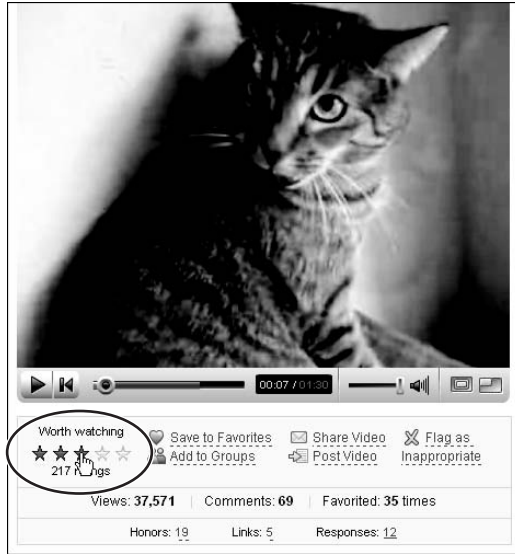 00:07 / 01:30
Worth watching
Save to Favorites Share Video Flag as
217 ngs Add to Groups Post Video Inappropriate
Views: 37,571 | Comments: 69 | Favorited: 35 times
Honors: 19 Links: 5 Responses: 12